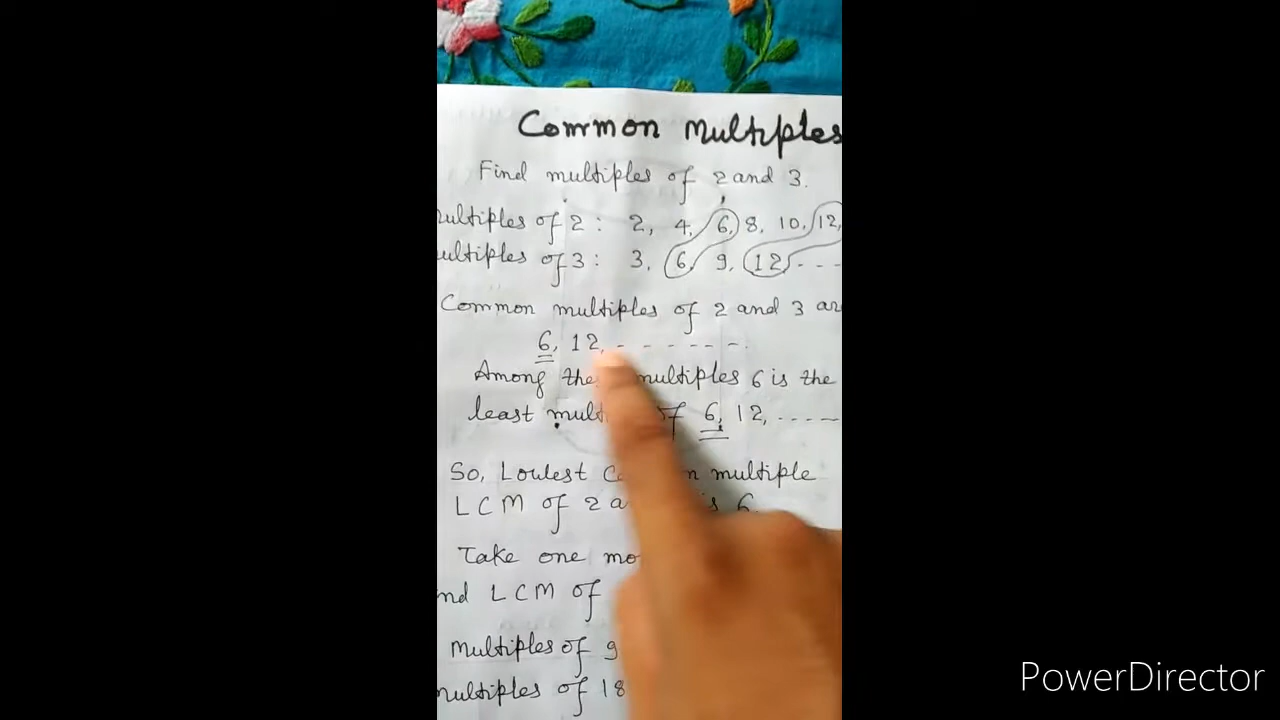 Common Multiples
Find multiples of 2 and 3.
ultiples of 2 : 2, 4, 6, 8, 10, 12,
ultiples of 3 : 3, 6, 9, 12, - - -
Common multiples of 2 and 3 ar
6, 12, - - - - - - -
Among the multiples 6 is the
least mult of 6, 12, - - - - -
So, Loulest C n multiple
LCM of 2 a s 6.
Take one mo
nd LCM of
Multiples of 9
multiples of 18
PowerDirector